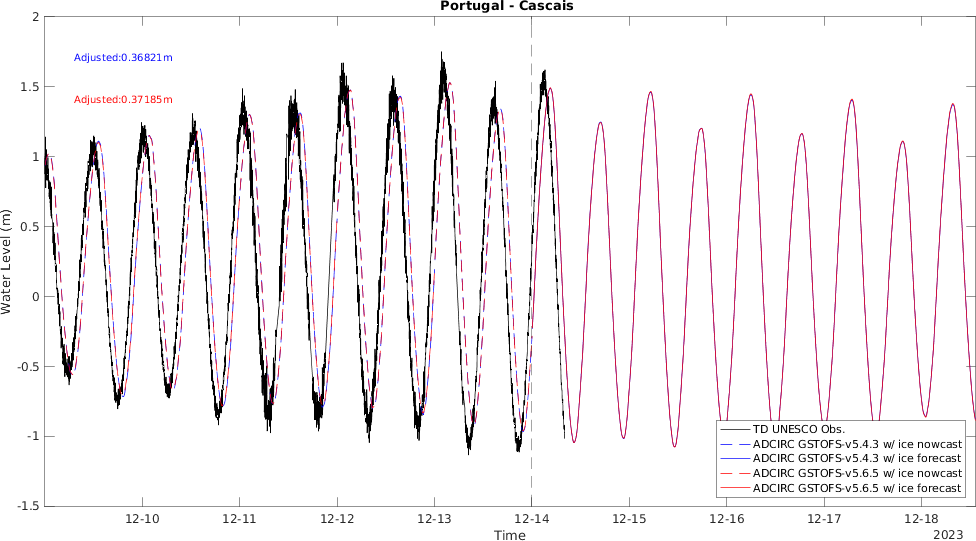 Portugal - Cascais
2
Adjusted:0.36821m
1.5
Adjusted:0.37185m
1
0.5
Water Level (m)
0
-0.5
-1
-1.5
TD UNESCO Obs.
ADCIRC GSTOFS-v5.4.3 w/ ice nowcast
ADCIRC GSTOFS-v5.4.3 w/ ice forecast
ADCIRC GSTOFS-v5.6.5 w/ ice nowcast
ADCIRC GSTOFS-v5.6.5 w/ ice forecast
12-10 12-11 12-12 12-13 12-14 12-15 12-16 12-17 12-18
Time
2023